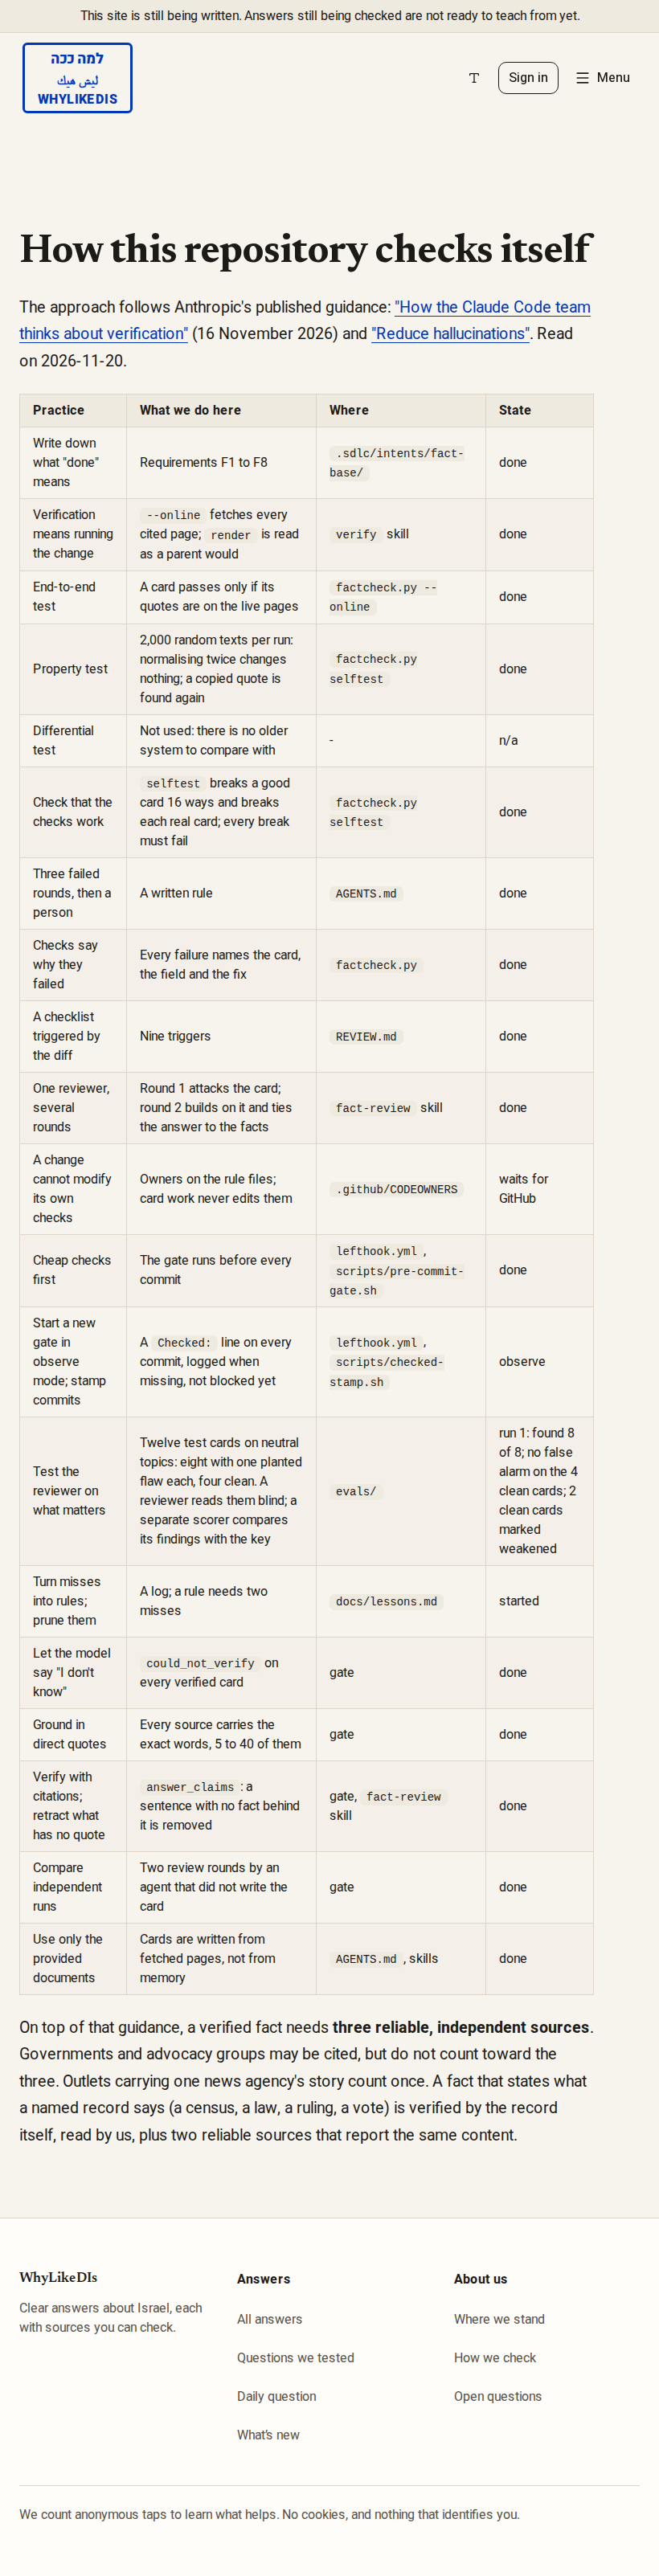 This site is still being written. Answers still being checked are not ready to teach from yet.
למה ככה
ليش هيك
WHYLIKEDIS
T
Sign in
Menu
How this repository checks itself
The approach follows Anthropic's published guidance: "How the Claude Code team
thinks about verification" (16 November 2026) and "Reduce hallucinations". Read
on 2026-11-20.
Practice
What we do here
Where
State
Write down
what "done"
means
Requirements F1 to F8
.sdlc/intents/fact-
base/
done
Verification
means running
the change
--online fetches every
cited page; render is read
as a parent would
verify skill
done
End-to-end
test
A card passes only if its
quotes are on the live pages
factcheck.py --
online
done
Property test
2,000 random texts per run:
normalising twice changes
nothing; a copied quote is
found again
factcheck.py
selftest
done
Differential
test
Not used: there is no older
system to compare with
-
n/a
Check that the
checks work
selftest breaks a good
card 16 ways and breaks
each real card; every break
must fail
factcheck.py
selftest
done
Three failed
rounds, then a
person
A written rule
AGENTS.md
done
Checks say
why they
failed
Every failure names the card,
the field and the fix
factcheck.py
done
A checklist
triggered by
the diff
Nine triggers
REVIEW.md
done
One reviewer,
several
rounds
Round 1 attacks the card;
round 2 builds on it and ties
the answer to the facts
fact-review skill
done
A change
cannot modify
its own
checks
Owners on the rule files;
card work never edits them
.github/CODEOWNERS
waits for
GitHub
Cheap checks
first
The gate runs before every
commit
lefthook.yml ,
scripts/pre-commit-
gate.sh
done
Start a new
gate in
observe
mode; stamp
commits
A Checked: line on every
commit, logged when
missing, not blocked yet
lefthook.yml ,
scripts/checked-
stamp.sh
observe
Test the
reviewer on
what matters
Twelve test cards on neutral
topics: eight with one planted
flaw each, four clean. A
reviewer reads them blind; a
separate scorer compares
its findings with the key
evals/
run 1: found 8
of 8; no false
alarm on the 4
clean cards; 2
clean cards
marked
weakened
Turn misses
into rules;
prune them
A log; a rule needs two
misses
docs/lessons.md
started
Let the model
say "I don't
know"
could_not_verify on
every verified card
gate
done
Ground in
direct quotes
Every source carries the
exact words, 5 to 40 of them
gate
done
Verify with
citations;
retract what
has no quote
answer_claims : a
sentence with no fact behind
it is removed
gate, fact-review
skill
done
Compare
independent
runs
Two review rounds by an
agent that did not write the
card
gate
done
Use only the
provided
documents
Cards are written from
fetched pages, not from
memory
AGENTS.md , skills
done
On top of that guidance, a verified fact needs three reliable, independent sources.
Governments and advocacy groups may be cited, but do not count toward the
three. Outlets carrying one news agency's story count once. A fact that states what
a named record says (a census, a law, a ruling, a vote) is verified by the record
itself, read by us, plus two reliable sources that report the same content.
WhyLikeDIs
Clear answers about Israel, each
with sources you can check.
Answers
All answers
Questions we tested
Daily question
What's new
About us
Where we stand
How we check
Open questions
We count anonymous taps to learn what helps. No cookies, and nothing that identifies you.